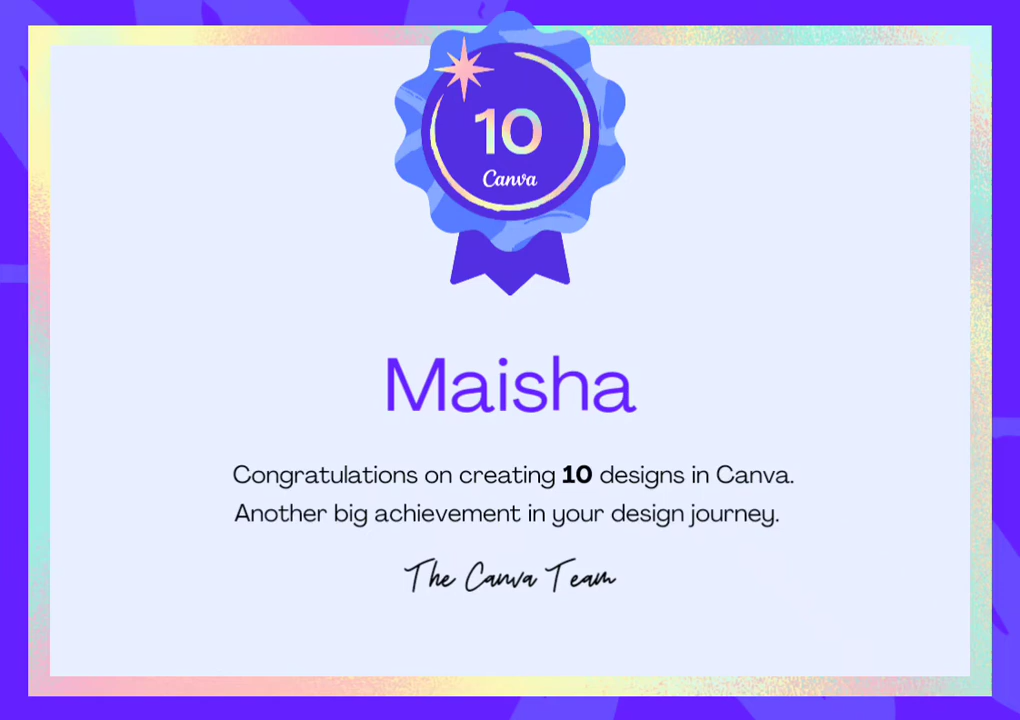 10
Canva
Maisha
Congratulations on creating 10 designs in Canva.
Another big achievement in your design journey.
The Canva Team